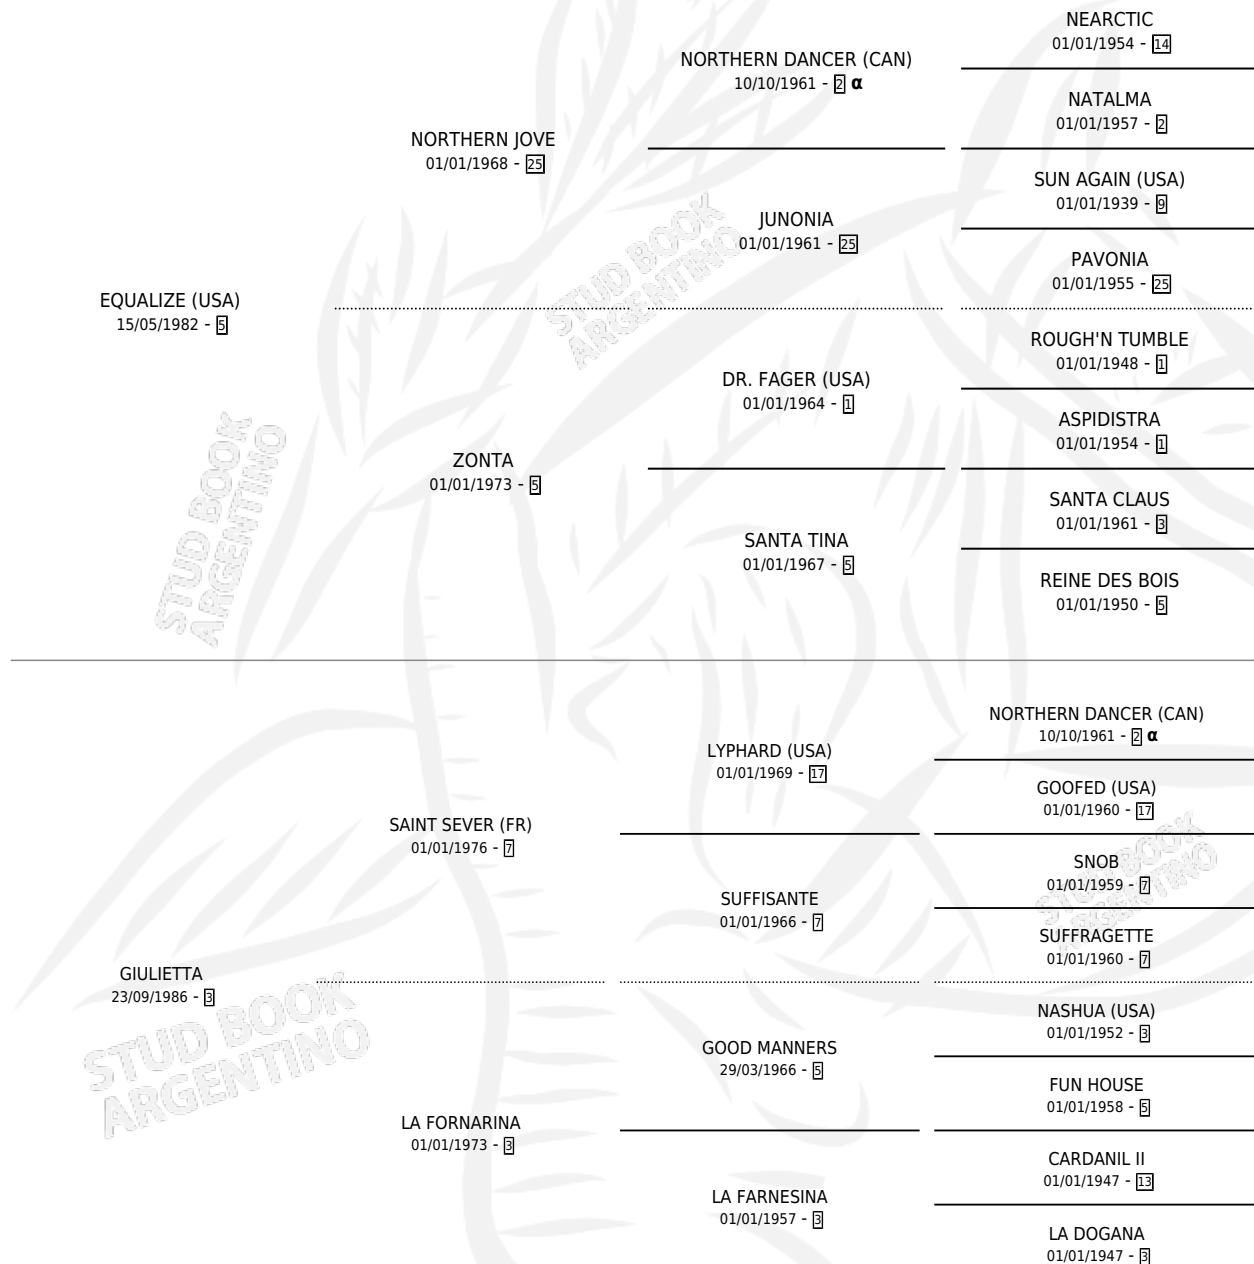 NEARCTIC
01/01/1954 - 14
NORTHERN DANCER (CAN)
10/10/1961 - 2 α
NATALMA
01/01/1957 - 2
NORTHERN JOVE
01/01/1968 - 25
SUN AGAIN (USA)
01/01/1939 - 9
JUNONIA
01/01/1961 - 25
PAVONIA
01/01/1955 - 25
EQUALIZE (USA)
15/05/1982 - 5
ROUGH'N TUMBLE
01/01/1948 - 1
DR. FAGER (USA)
01/01/1964 - 1
ASPIDISTRA
01/01/1954 - 1
ZONTA
01/01/1973 - 5
SANTA CLAUS
01/01/1961 - 3
SANTA TINA
01/01/1967 - 5
REINE DES BOIS
01/01/1950 - 5
STUD BOOK
ARGENTINO
STUD BOOK
ARGENTINO
NORTHERN DANCER (CAN)
10/10/1961 - 2 α
LYPHARD (USA)
01/01/1969 - 17
GOOFED (USA)
01/01/1960 - 17
SAINT SEVER (FR)
01/01/1976 - 7
SNOB
01/01/1959 - 7
SUFFISANTE
01/01/1966 - 7
SUFFRAGETTE
01/01/1960 - 7
GIULIETTA
23/09/1986 - 3
NASHUA (USA)
01/01/1952 - 3
GOOD MANNERS
29/03/1966 - 5
FUN HOUSE
01/01/1958 - 5
LA FORNARINA
01/01/1973 - 3
CARDANIL II
01/01/1947 - 13
LA FARNESINA
01/01/1957 - 3
LA DOGANA
01/01/1947 - 3
STUD BOOK
ARGENTINO
STUD BOOK
ARGENTINO